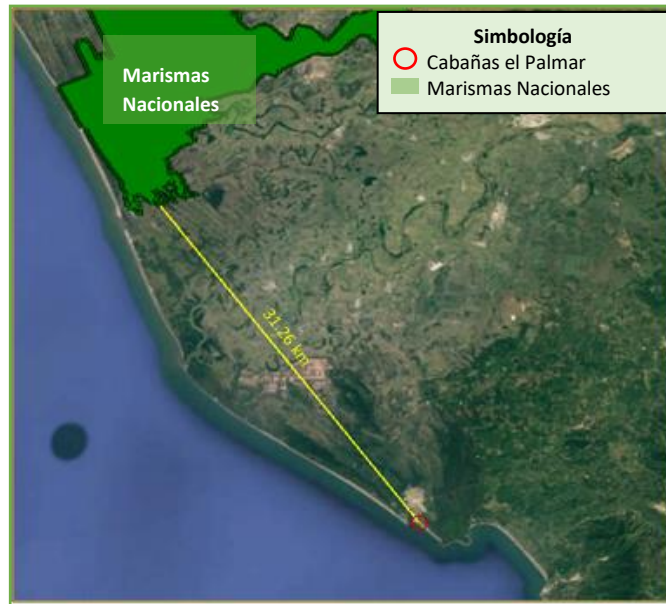 Marismas
Nacionales
Simbología
Cabañas el Palmar
Marismas Nacionales
31.26 km